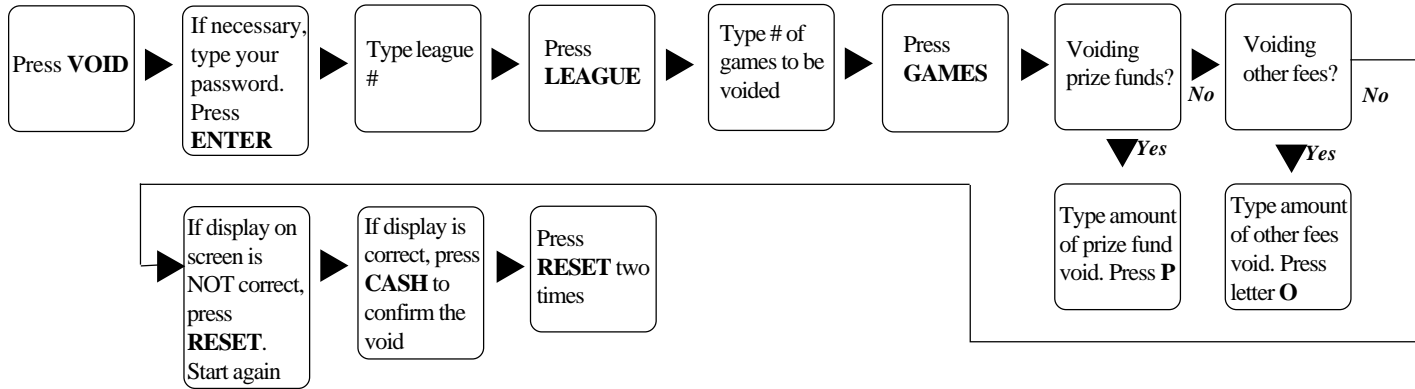 Press VOID
If necessary,
type your
password.
Press
ENTER
Type league
#
Press
LEAGUE
Type # of
games to be
voided
Press
GAMES
Voiding
prize funds?
No
Voiding
other fees?
No
Yes
Yes
Type amount
of prize fund
void. Press P
Type amount
of other fees
void. Press
letter O
If display on
screen is
NOT correct,
press
RESET.
Start again
If display is
correct, press
CASH to
confirm the
void
Press
RESET two
times